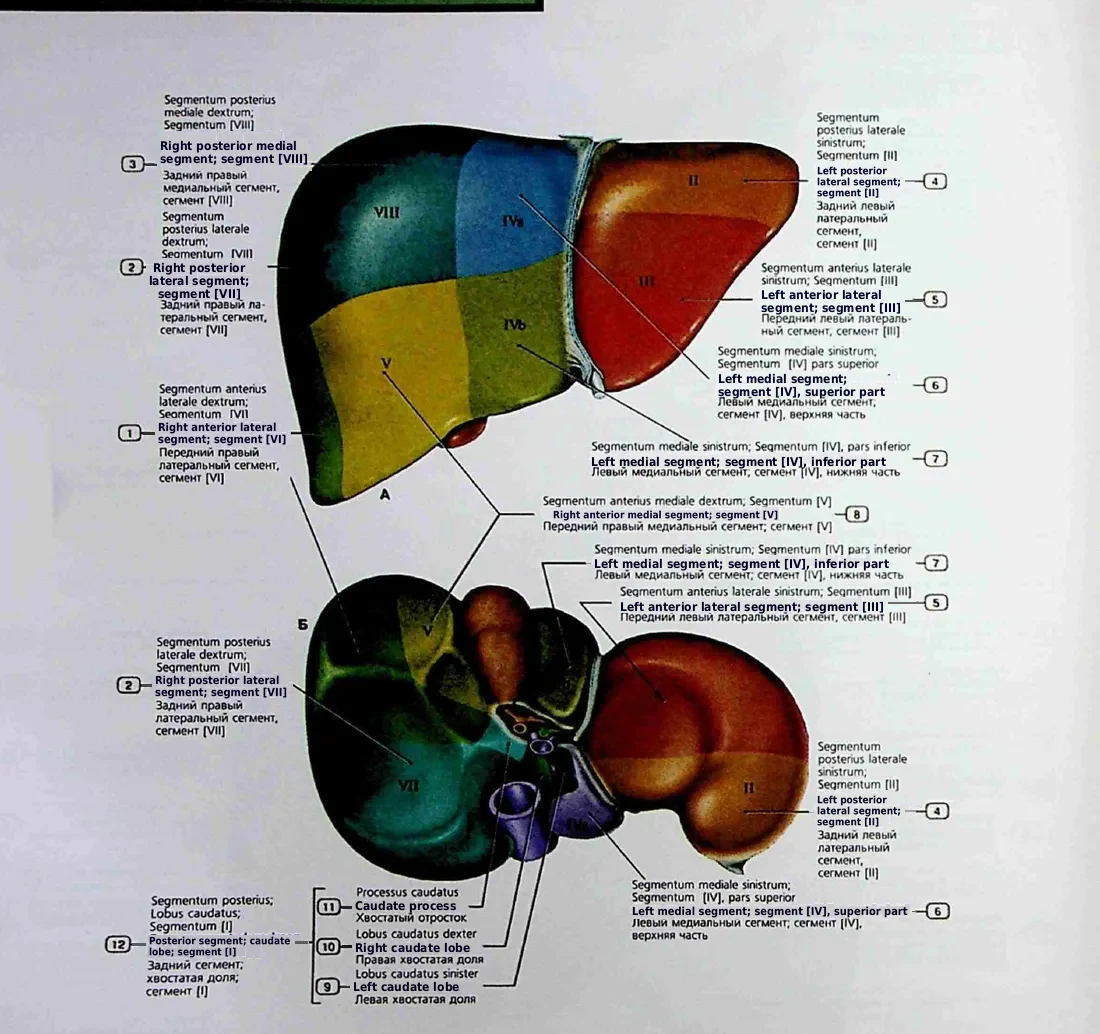 Segmentum posterius
mediale dextrum;
Segmentum [VIII]
3
Right posterior medial
segment; segment [VIII]
Задний правый
медиальный сегмент,
сегмент [VIII]
Segmentum
posterius laterale
dextrum;
Segmentum [VII]
2
Right posterior
lateral segment;
segment [VII]
Задний правый ла-
теральный сегмент,
сегмент [VII]
Segmentum anterius
laterale dextrum;
Segmentum [VI]
1
Right anterior lateral
segment; segment [VI]
Передний правый
латеральный сегмент,
сегмент [VI]
VIII
IVa
II
III
IVb
V
A
Segmentum
posterius laterale
sinistrum;
Segmentum [II]
Left posterior
lateral segment;
segment [II]
4
Задний левый
латеральный
сегмент,
сегмент [II]
Segmentum anterius laterale
sinistrum; Segmentum [III]
Left anterior lateral
segment; segment [III]
5
Передний левый латераль-
ный сегмент, сегмент [III]
Segmentum mediale sinistrum;
Segmentum [IV] pars superior
Left medial segment;
segment [IV], superior part
6
Левый медиальный сегмент;
сегмент [IV], верхняя часть
Segmentum mediale sinistrum; Segmentum [IV], pars inferior
Left medial segment; segment [IV], inferior part
7
Левый медиальный сегмент; сегмент [IV], нижняя часть
Segmentum anterius mediale dextrum; Segmentum [V]
Right anterior medial segment; segment [V]
8
Передний правый медиальный сегмент; сегмент [V]
Segmentum mediale sinistrum; Segmentum [IV] pars inferior
Left medial segment; segment [IV], inferior part
7
Левый медиальный сегмент; сегмент [IV], нижняя часть
Segmentum anterius laterale sinistrum; Segmentum [III]
Left anterior lateral segment; segment [III]
5
Передний левый латеральный сегмент, сегмент [III]
Б
V
VII
II
Segmentum posterius
laterale dextrum;
Segmentum [VII]
2
Right posterior lateral
segment; segment [VII]
Задний правый
латеральный сегмент,
сегмент [VII]
Segmentum
posterius laterale
sinistrum;
Segmentum [II]
Left posterior
lateral segment;
segment [II]
4
Задний левый
латеральный
сегмент,
сегмент [II]
Segmentum mediale sinistrum;
Segmentum [IV], pars superior
Left medial segment; segment [IV], superior part
6
Левый медиальный сегмент; сегмент [IV],
верхняя часть
Segmentum posterius;
Lobus caudatus;
Segmentum [I]
12
Posterior segment; caudate
lobe; segment [I]
Задний сегмент;
хвостатая доля;
сегмент [I]
Processus caudatus
11
Caudate process
Хвостатый отросток
Lobus caudatus dexter
10
Right caudate lobe
Правая хвостатая доля
Lobus caudatus sinister
9
Left caudate lobe
Левая хвостатая доля